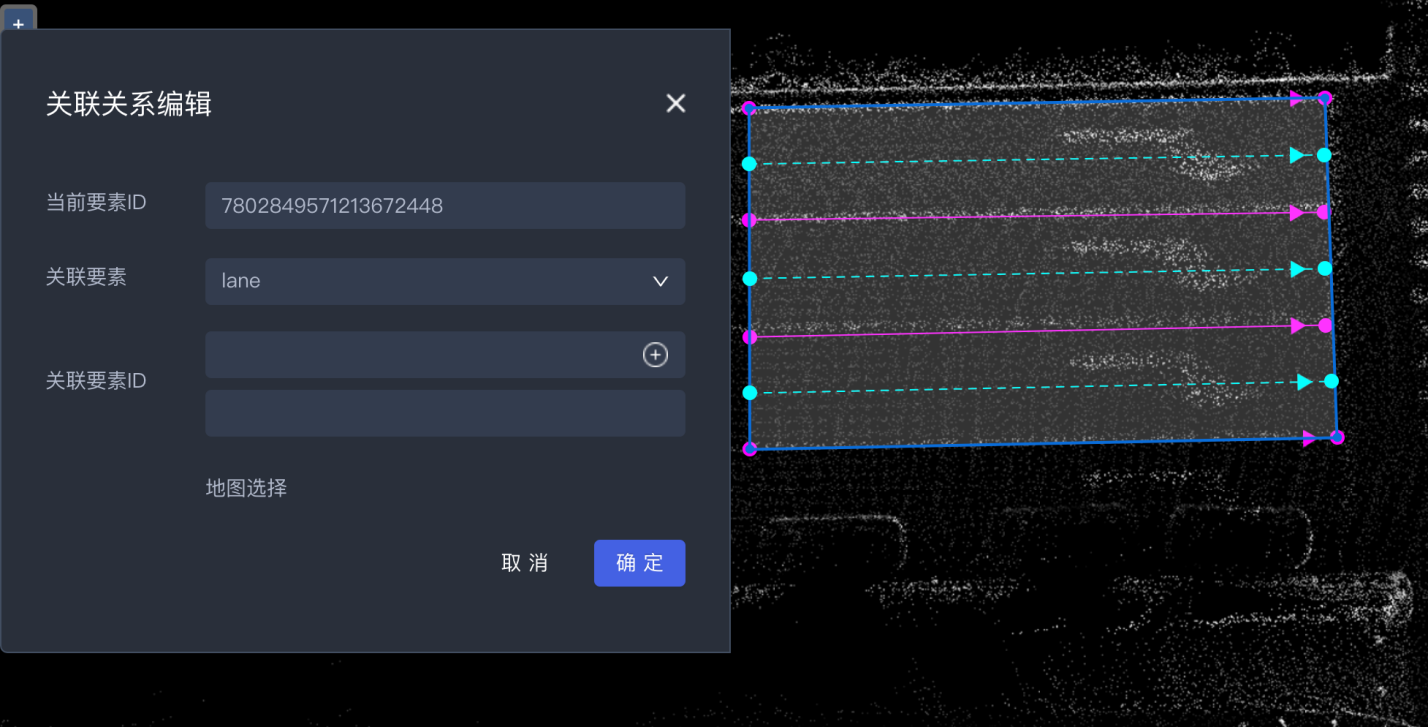 +
关联关系编辑
当前要素ID 7802849571213672448
关联要素 lane
关联要素ID
地图选择
取 消 确 定